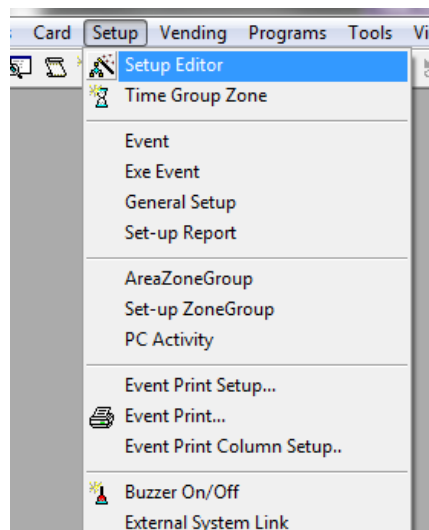 Card Setup Vending Programs Tools
Setup Editor
Time Group Zone
Event
Exe Event
General Setup
Set-up Report
AreaZoneGroup
Set-up ZoneGroup
PC Activity
Event Print Setup...
Event Print...
Event Print Column Setup..
Buzzer On/Off
External System Link